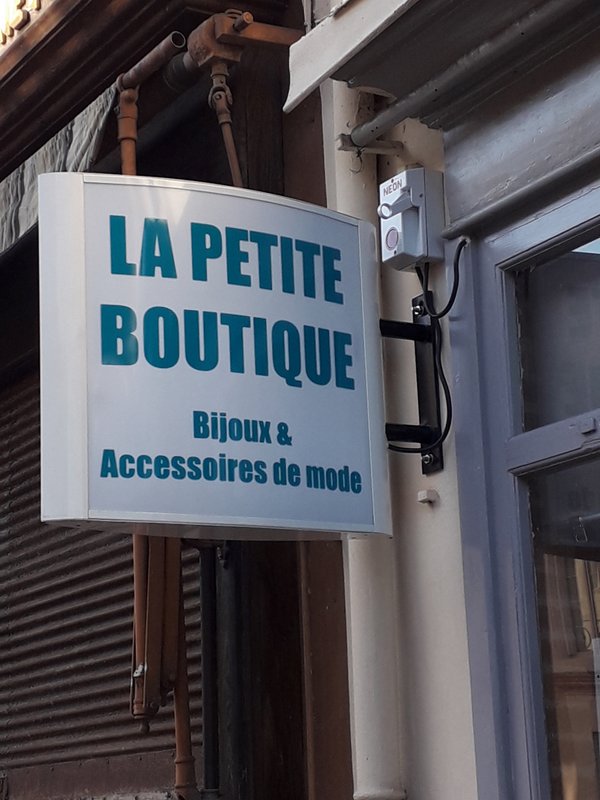 LA PETITE
BOUTIQUE
Bijoux &
Accessoires de mode
NEON